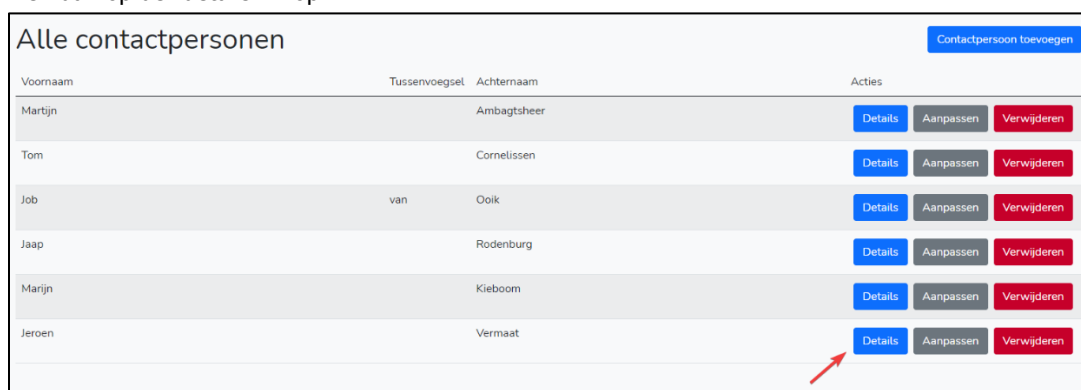 Alle contactpersonen
Contactpersoon toevoegen
Voornaam Tussenvoegsel Achternaam Acties
Martijn Ambagtsheer Details Aanpassen Verwijderen
Tom Cornelissen Details Aanpassen Verwijderen
Job van Ooik Details Aanpassen Verwijderen
Jaap Rodenburg Details Aanpassen Verwijderen
Marijn Kieboom Details Aanpassen Verwijderen
Jeroen Vermaat Details Aanpassen Verwijderen